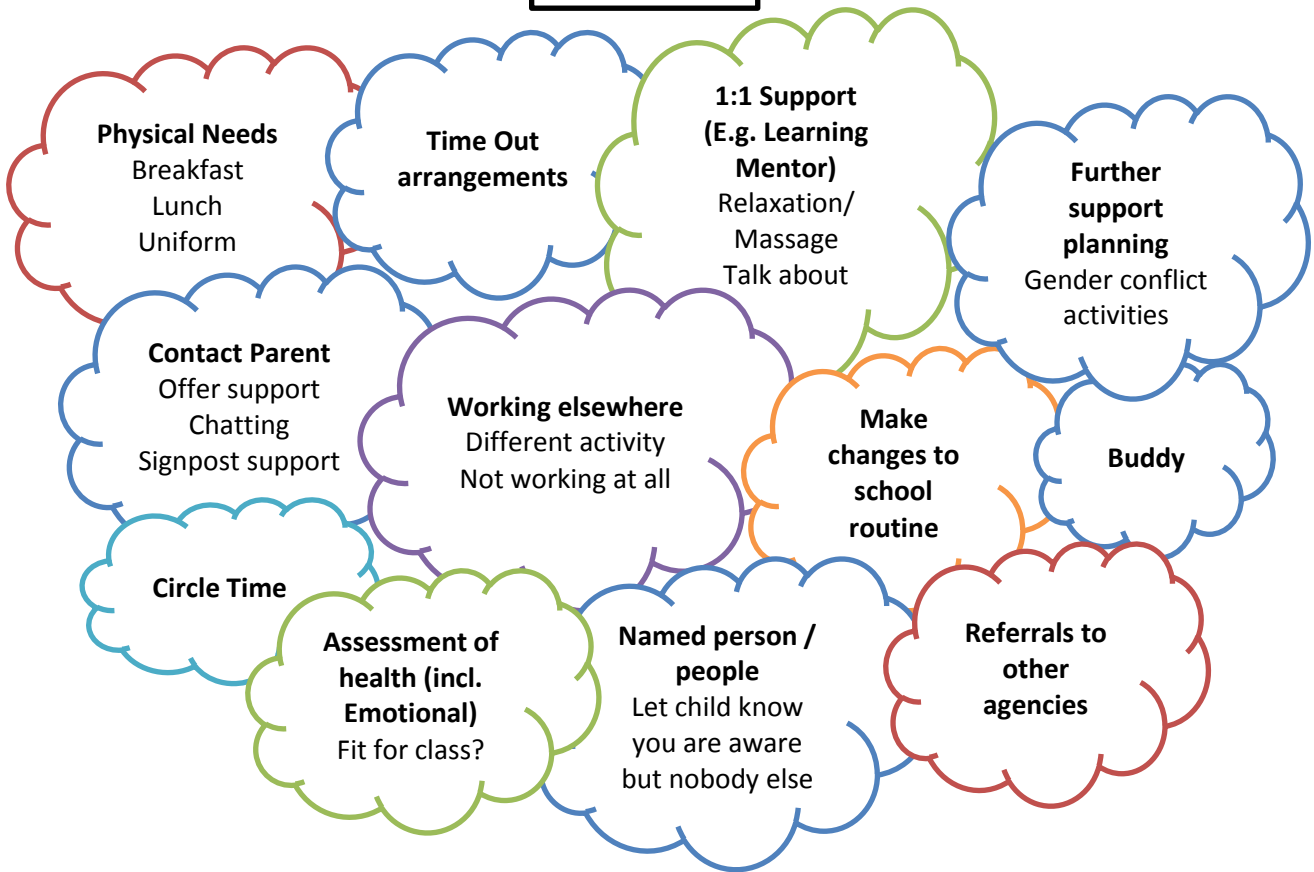 Physical Needs
Breakfast
Lunch
Uniform
Time Out
arrangements
1:1 Support
(E.g. Learning
Mentor)
Relaxation/
Massage
Talk about
Further
support
planning
Gender conflict
activities
Contact Parent
Offer support
Chatting
Signpost support
Working elsewhere
Different activity
Not working at all
Make
changes to
school
routine
Buddy
Circle Time
Assessment of
health (incl.
Emotional)
Fit for class?
Named person /
people
Let child know
you are aware
but nobody else
Referrals to
other
agencies